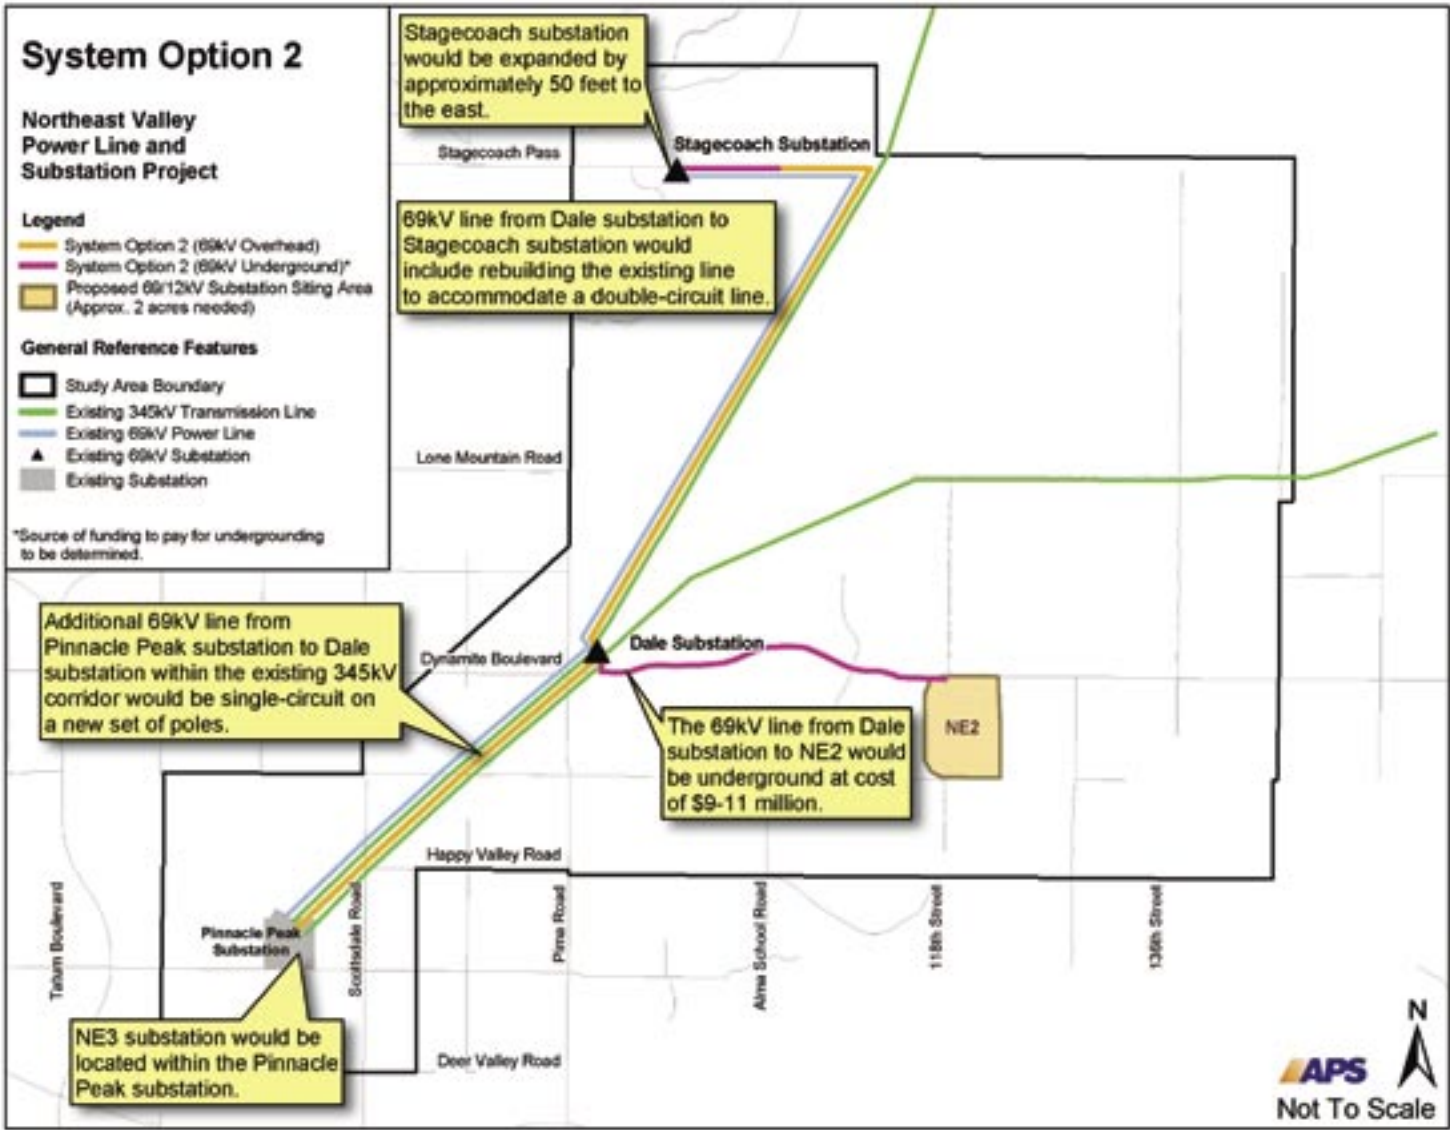 System Option 2
Northeast Valley
Power Line and
Substation Project
Legend
System Option 2 (69kV Overhead)
System Option 2 (69kV Underground)*
Proposed 69/12kV Substation Siting Area
(Approx. 2 acres needed)
General Reference Features
Study Area Boundary
Existing 345kV Transmission Line
Existing 69kV Power Line
Existing 69kV Substation
Existing Substation
*Source of funding to pay for undergrounding
to be determined.
Stagecoach substation
would be expanded by
approximately 50 feet to
the east.
Stagecoach Pass
Stagecoach Substation
69kV line from Dale substation to
Stagecoach substation would
include rebuilding the existing line
to accommodate a double-circuit line.
Lone Mountain Road
Additional 69kV line from
Pinnacle Peak substation to Dale
substation within the existing 345kV
corridor would be single-circuit on
a new set of poles.
Dynamite Boulevard
Dale Substation
The 69kV line from Dale
substation to NE2 would
be underground at cost
of $9-11 million.
NE2
Happy Valley Road
Pinnacle Peak
Substation
Tatum Boulevard
Scottsdale Road
Pima Road
Alma School Road
118th Street
136th Street
NE3 substation would be
located within the Pinnacle
Peak substation.
Deer Valley Road
N
APS
Not To Scale